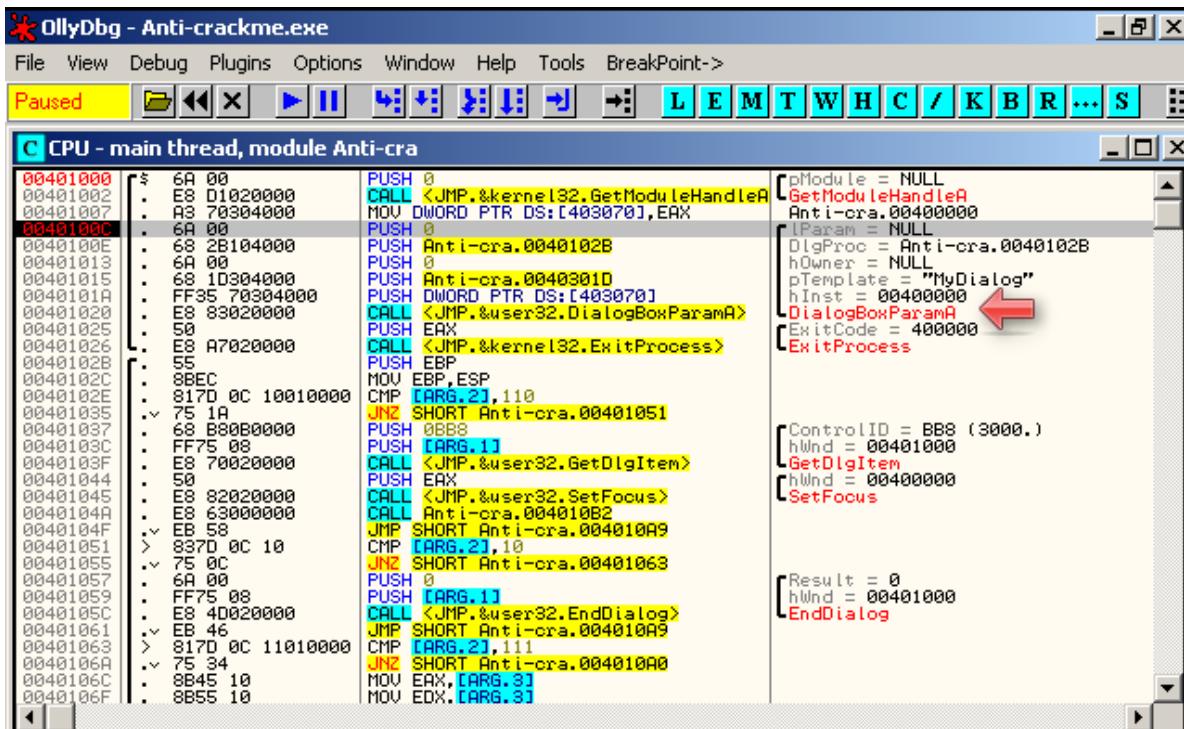 OllyDbg - Anti-crackme.exe
File View Debug Plugins Options Window Help Tools BreakPoint->
Paused L E M T W H C / K B R ... S
C CPU - main thread, module Anti-cra
00401000 $ 6A 00 PUSH 0 pModule = NULL
00401002 . E8 D1020000 CALL <JMP.&kernel32.GetModuleHandleA GetModuleHandleA
00401007 . A3 70304000 MOV DWORD PTR DS:[403070],EAX Anti-cra.00400000
0040100C . 6A 00 PUSH 0 lParam = NULL
0040100E . 68 2B104000 PUSH Anti-cra.0040102B DlgProc = Anti-cra.0040102B
00401013 . 6A 00 PUSH 0 hOwner = NULL
00401015 . 68 1D304000 PUSH Anti-cra.0040301D pTemplate = "MyDialog"
0040101A . FF35 70304000 PUSH DWORD PTR DS:[403070] hInst = 00400000
00401020 . E8 83020000 CALL <JMP.&user32.DialogBoxParamA> DialogBoxParamA
00401025 . 50 PUSH EAX ExitCode = 400000
00401026 . E8 A7020000 CALL <JMP.&kernel32.ExitProcess> ExitProcess
0040102B . 55 PUSH EBP
0040102C . 8BEC MOV EBP,ESP
0040102E . 817D 0C 10010000 CMP [ARG.2],110
00401035 .v 75 1A JNZ SHORT Anti-cra.00401051
00401037 . 68 B80B0000 PUSH 0BB8 ControlID = BB8 (3000.)
0040103C . FF75 08 PUSH [ARG.1] hWnd = 00401000
0040103F . E8 70020000 CALL <JMP.&user32.GetDlgItem> GetDlgItem
00401044 . 50 PUSH EAX hWnd = 00400000
00401045 . E8 82020000 CALL <JMP.&user32.SetFocus> SetFocus
0040104A . E8 63000000 CALL Anti-cra.004010B2
0040104F .v EB 58 JMP SHORT Anti-cra.004010A9
00401051 > 837D 0C 10 CMP [ARG.2],10
00401055 .v 75 0C JNZ SHORT Anti-cra.00401063
00401057 . 6A 00 PUSH 0 Result = 0
00401059 . FF75 08 PUSH [ARG.1] hWnd = 00401000
0040105C . E8 4D020000 CALL <JMP.&user32.EndDialog> EndDialog
00401061 .v EB 46 JMP SHORT Anti-cra.004010A9
00401063 > 817D 0C 11010000 CMP [ARG.2],111
0040106A .v 75 34 JNZ SHORT Anti-cra.004010A0
0040106C . 8B45 10 MOV EAX,[ARG.3]
0040106F . 8B55 10 MOV EDX,[ARG.3]